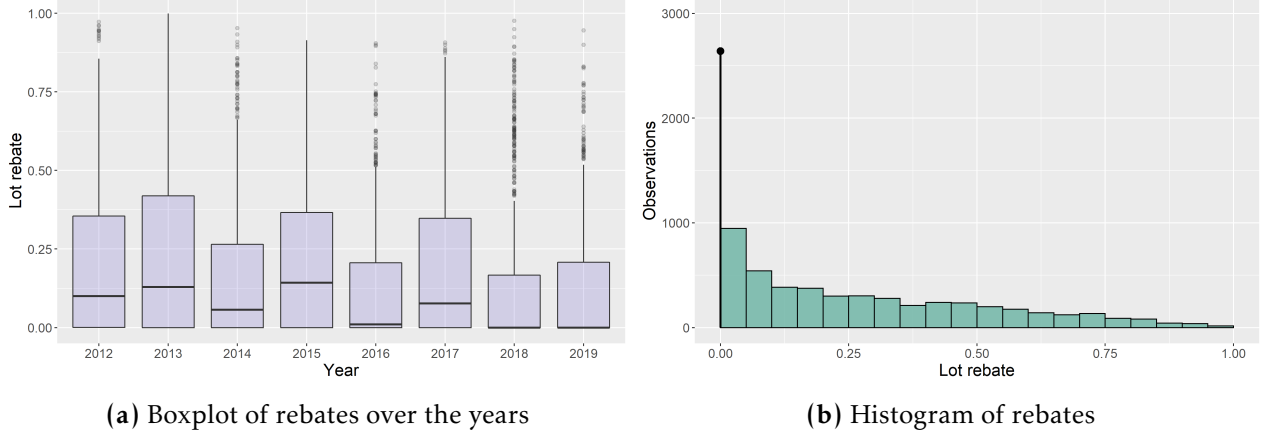 1.00
0.75
0.50
0.25
0.00
Lot rebate
2012 2013 2014 2015 2016 2017 2018 2019
Year
(a) Boxplot of rebates over the years
3000
2000
1000
0
Observations
0.00 0.25 0.50 0.75 1.00
Lot rebate
(b) Histogram of rebates